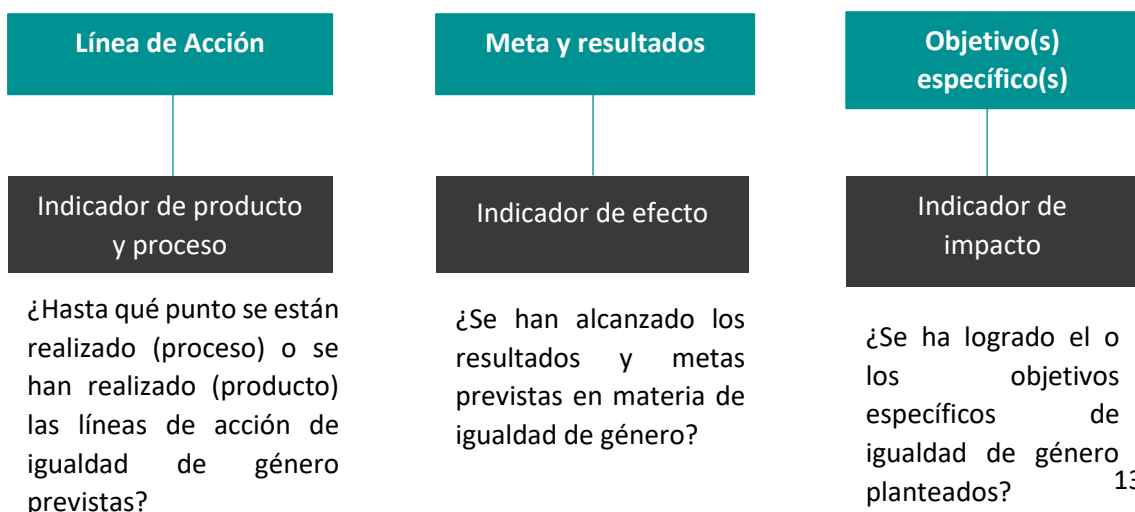 Línea de Acción
Indicador de producto
y proceso
¿Hasta qué punto se están
realizado (proceso) o se
han realizado (producto)
las líneas de acción de
igualdad de género
previstas?
Meta y resultados
Indicador de efecto
¿Se han alcanzado los
resultados y metas
previstas en materia de
igualdad de género?
Objetivo(s)
específico(s)
Indicador de
impacto
¿Se ha logrado el o
los objetivos
específicos de
igualdad de género
planteados?
13